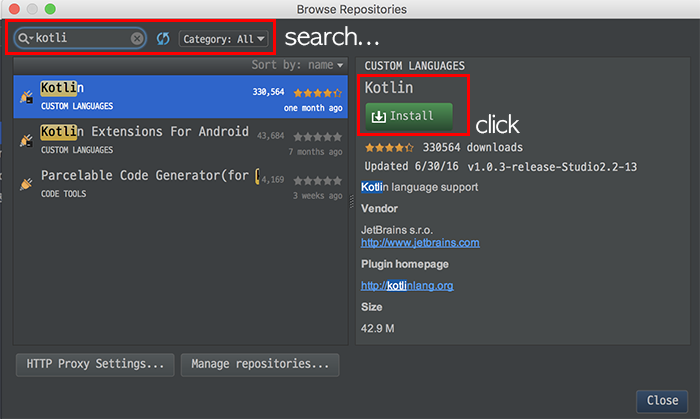 Browse Repositories
kotli
Category: All
search...
Sort by: name
Kotlin
330,564
CUSTOM LANGUAGES
one month ago
Kotlin Extensions For Android
43,684
CUSTOM LANGUAGES
7 months ago
Parcelable Code Generator(for
4,169
CODE TOOLS
3 weeks ago
CUSTOM LANGUAGES
Kotlin
Install
click
330564 downloads
Updated 6/30/16 v1.0.3-release-Studio2.2-13
Kotlin language support
Vendor
JetBrains s.r.o.
http://www.jetbrains.com
Plugin homepage
http://kotlinlang.org
Size
42.9 M
HTTP Proxy Settings...
Manage repositories...
Close